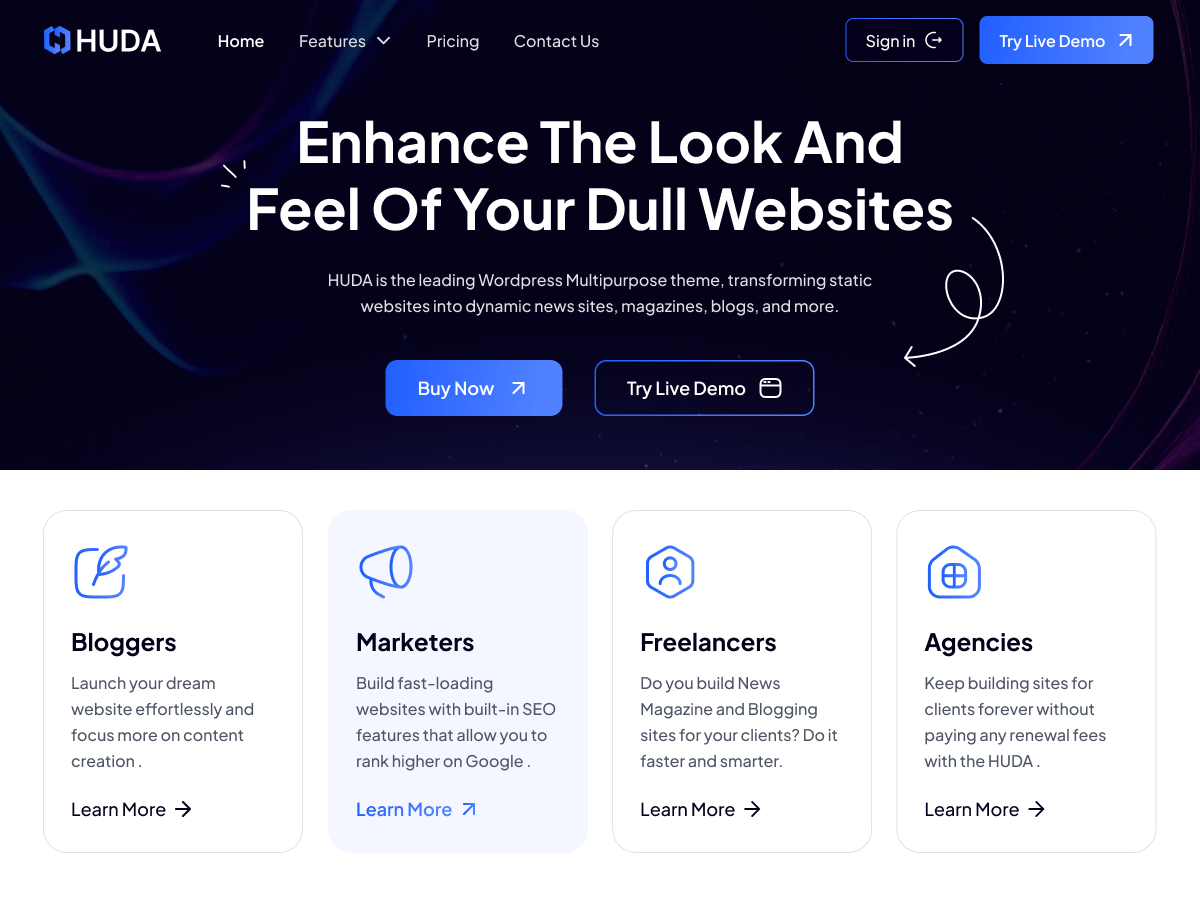 HUDA Home Features Pricing Contact Us Sign in Try Live Demo
Enhance The Look And
Feel Of Your Dull Websites
HUDA is the leading Wordpress Multipurpose theme, transforming static
websites into dynamic news sites, magazines, blogs, and more.
Buy Now Try Live Demo
Bloggers
Launch your dream
website effortlessly and
focus more on content
creation .
Learn More
Marketers
Build fast-loading
websites with built-in SEO
features that allow you to
rank higher on Google .
Learn More
Freelancers
Do you build News
Magazine and Blogging
sites for your clients? Do it
faster and smarter.
Learn More
Agencies
Keep building sites for
clients forever without
paying any renewal fees
with the HUDA .
Learn More